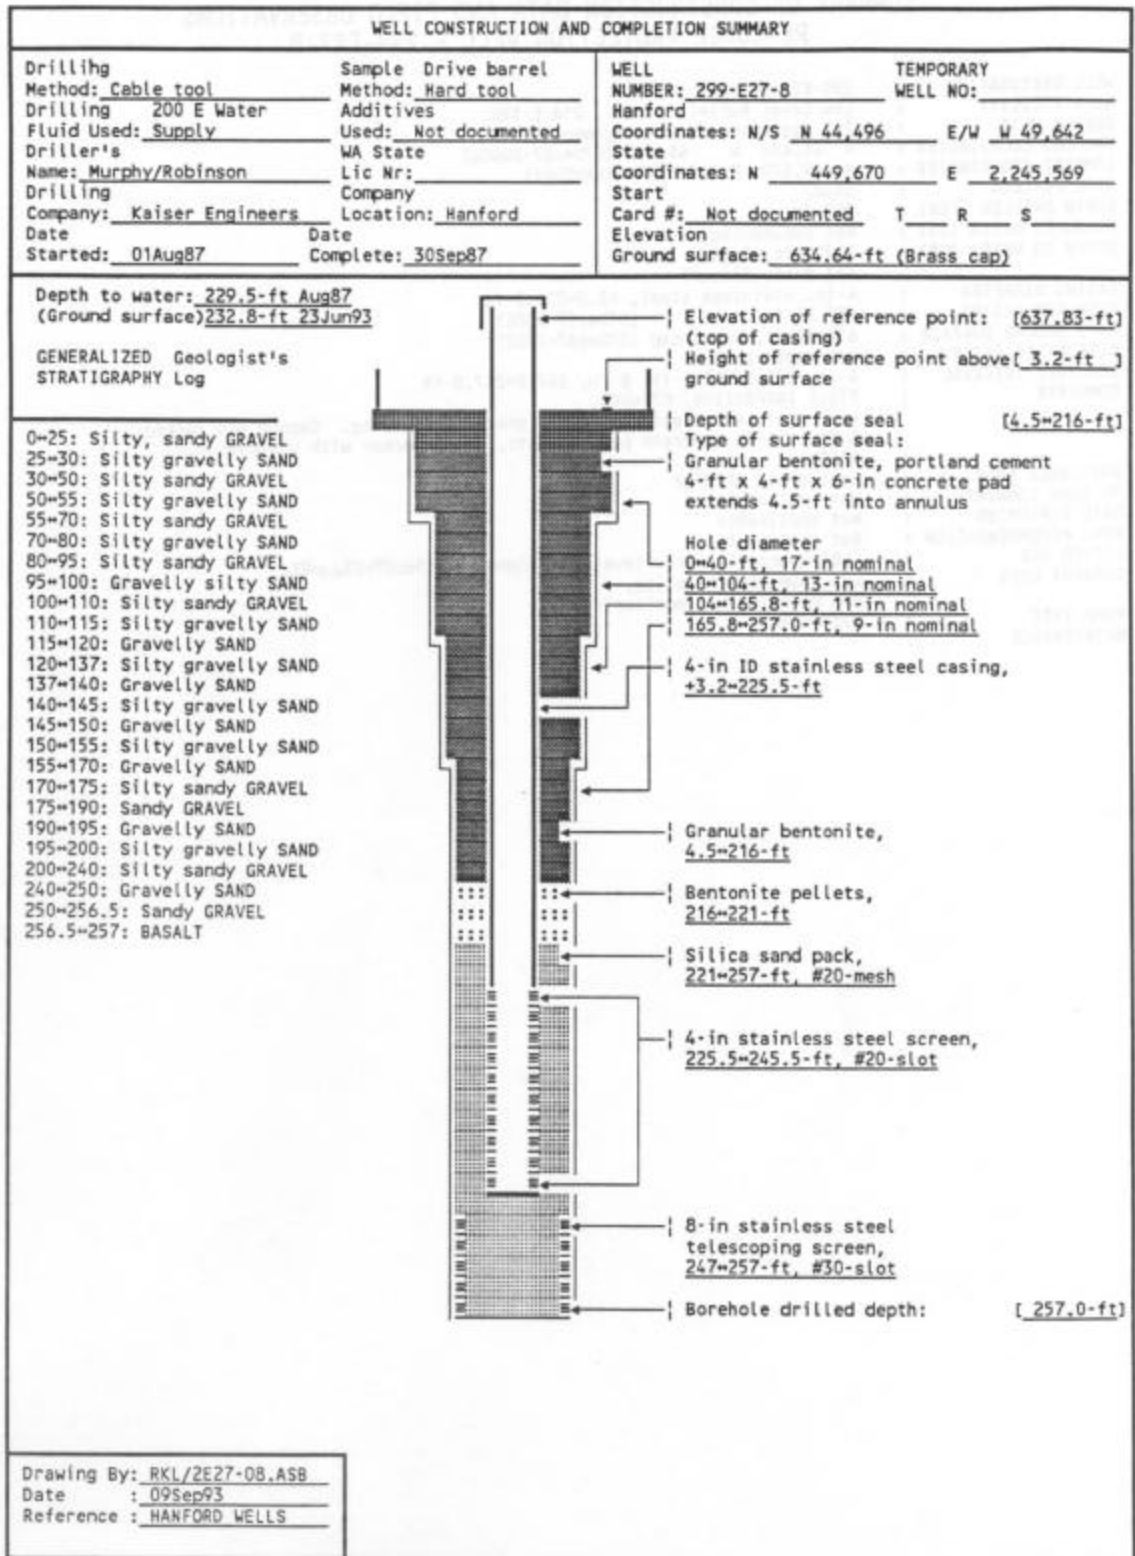 WELL CONSTRUCTION AND COMPLETION SUMMARY
Drillihg Sample Drive barrel
Method: Cable tool Method: Hard tool
Drilling 200 E Water Additives
Fluid Used: Supply Used: Not documented
Driller's WA State
Name: Murphy/Robinson Lic Nr:
Drilling Company
Company: Kaiser Engineers Location: Hanford
Date Date
Started: 01Aug87 Complete: 30Sep87
WELL TEMPORARY
NUMBER: 299-E27-8 WELL NO:
Hanford
Coordinates: N/S N 44,496 E/W W 49,642
State
Coordinates: N 449,670 E 2,245,569
Start
Card #: Not documented T R S
Elevation
Ground surface: 634.64-ft (Brass cap)
Depth to water: 229.5-ft Aug87
(Ground surface) 232.8-ft 23Jun93
GENERALIZED Geologist's
STRATIGRAPHY Log
0↔25: Silty, sandy GRAVEL
25↔30: Silty gravelly SAND
30↔50: Silty sandy GRAVEL
50↔55: Silty gravelly SAND
55↔70: Silty sandy GRAVEL
70↔80: Silty gravelly SAND
80↔95: Silty sandy GRAVEL
95↔100: Gravelly silty SAND
100↔110: Silty sandy GRAVEL
110↔115: Silty gravelly SAND
115↔120: Gravelly SAND
120↔137: Silty gravelly SAND
137↔140: Gravelly SAND
140↔145: Silty gravelly SAND
145↔150: Gravelly SAND
150↔155: Silty gravelly SAND
155↔170: Gravelly SAND
170↔175: Silty sandy GRAVEL
175↔190: Sandy GRAVEL
190↔195: Gravelly SAND
195↔200: Silty gravelly SAND
200↔240: Silty sandy GRAVEL
240↔250: Gravelly SAND
250↔256.5: Sandy GRAVEL
256.5↔257: BASALT
Elevation of reference point: [637.83-ft]
(top of casing)
Height of reference point above [ 3.2-ft ]
ground surface
Depth of surface seal [4.5↔216-ft]
Type of surface seal:
Granular bentonite, portland cement
4-ft x 4-ft x 6-in concrete pad
extends 4.5-ft into annulus
Hole diameter
0↔40-ft, 17-in nominal
40↔104-ft, 13-in nominal
104↔165.8-ft, 11-in nominal
165.8↔257.0-ft, 9-in nominal
4-in ID stainless steel casing,
+3.2↔225.5-ft
Granular bentonite,
4.5↔216-ft
Bentonite pellets,
216↔221-ft
Silica sand pack,
221↔257-ft, #20-mesh
4-in stainless steel screen,
225.5↔245.5-ft, #20-slot
8-in stainless steel
telescoping screen,
247↔257-ft, #30-slot
Borehole drilled depth: [ 257.0-ft]
Drawing By: RKL/2E27-08.ASB
Date : 09Sep93
Reference : HANFORD WELLS